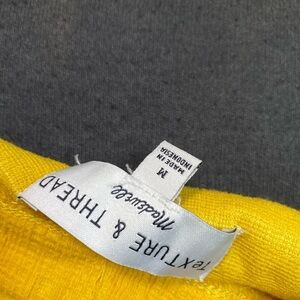 TeXTURE & THREAD
Madewell
M
MADE IN
INDONESIA